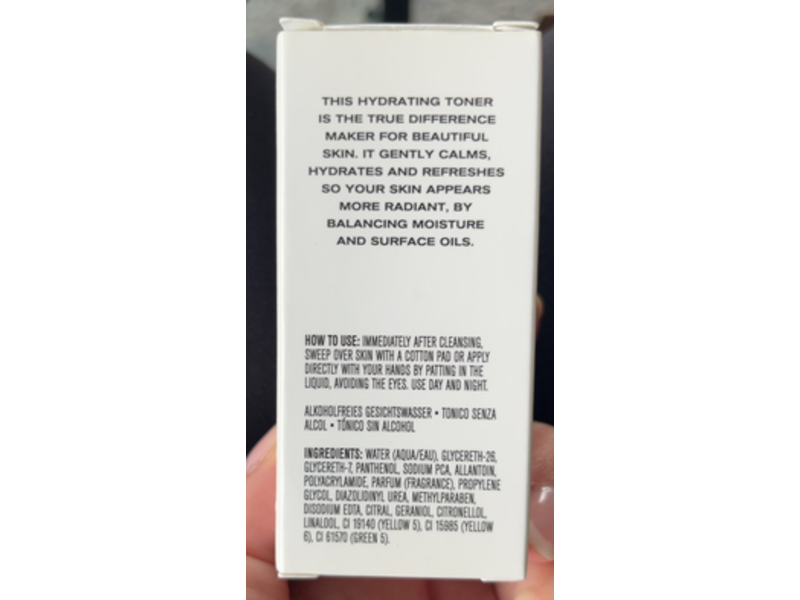 THIS HYDRATING TONER
IS THE TRUE DIFFERENCE
MAKER FOR BEAUTIFUL
SKIN. IT GENTLY CALMS,
HYDRATES AND REFRESHES
SO YOUR SKIN APPEARS
MORE RADIANT, BY
BALANCING MOISTURE
AND SURFACE OILS.
HOW TO USE: IMMEDIATELY AFTER CLEANSING,
SWEEP OVER SKIN WITH A COTTON PAD OR APPLY
DIRECTLY WITH YOUR HANDS BY PATTING IN THE
LIQUID, AVOIDING THE EYES. USE DAY AND NIGHT.
ALKOHOLFREIES GESICHTSWASSER • TONICO SENZA
ALCOL • TÓNICO SIN ALCOHOL
INGREDIENTS: WATER (AQUA/EAU), GLYCERETH-26,
GLYCERETH-7, PANTHENOL, SODIUM PCA, ALLANTOIN,
POLYACRYLAMIDE, PARFUM (FRAGRANCE), PROPYLENE
GLYCOL, DIAZOLIDINYL UREA, METHYLPARABEN,
DISODIUM EDTA, CITRAL, GERANIOL, CITRONELLOL,
LINALOOL, CI 19140 (YELLOW 5), CI 15985 (YELLOW
6), CI 61570 (GREEN 5).